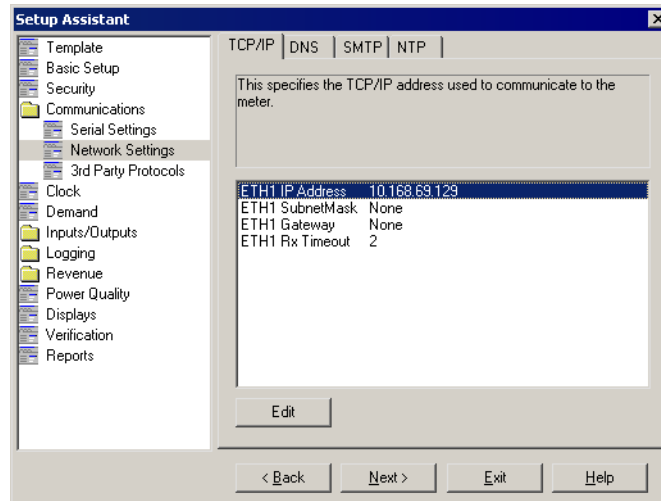 Setup Assistant
Template
Basic Setup
Security
Communications
Serial Settings
Network Settings
3rd Party Protocols
Clock
Demand
Inputs/Outputs
Logging
Revenue
Power Quality
Displays
Verification
Reports
TCP/IP DNS SMTP NTP
This specifies the TCP/IP address used to communicate to the
meter.
ETH1 IP Address 10.168.69.129
ETH1 SubnetMask None
ETH1 Gateway None
ETH1 Rx Timeout 2
Edit
< Back Next > Exit Help